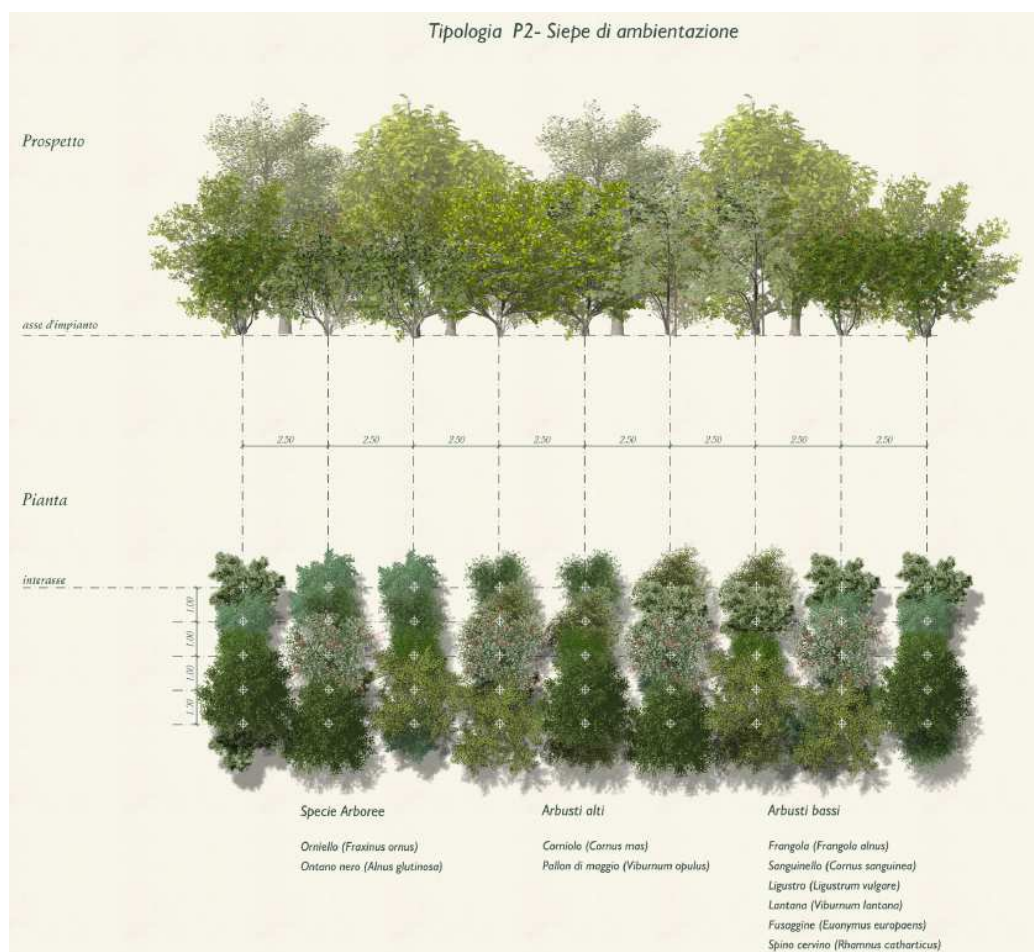 Tipologia P2- Siepe di ambientazione
Prospetto
asse d'impianto
2.50 2.50 2.50 2.50 2.50 2.50 2.50 2.50
Pianta
interasse
1.00
1.00
1.00
1.20
Specie Arboree
Orniello (Fraxinus ornus)
Ontano nero (Alnus glutinosa)
Arbusti alti
Corniolo (Cornus mas)
Pallon di maggio (Viburnum opulus)
Arbusti bassi
Frangola (Frangola alnus)
Sanguinello (Cornus sanguinea)
Ligustro (Ligustrum vulgare)
Lantana (Viburnum lantana)
Fusaggine (Euonymus europaens)
Spino cervino (Rhamnus catharticus)